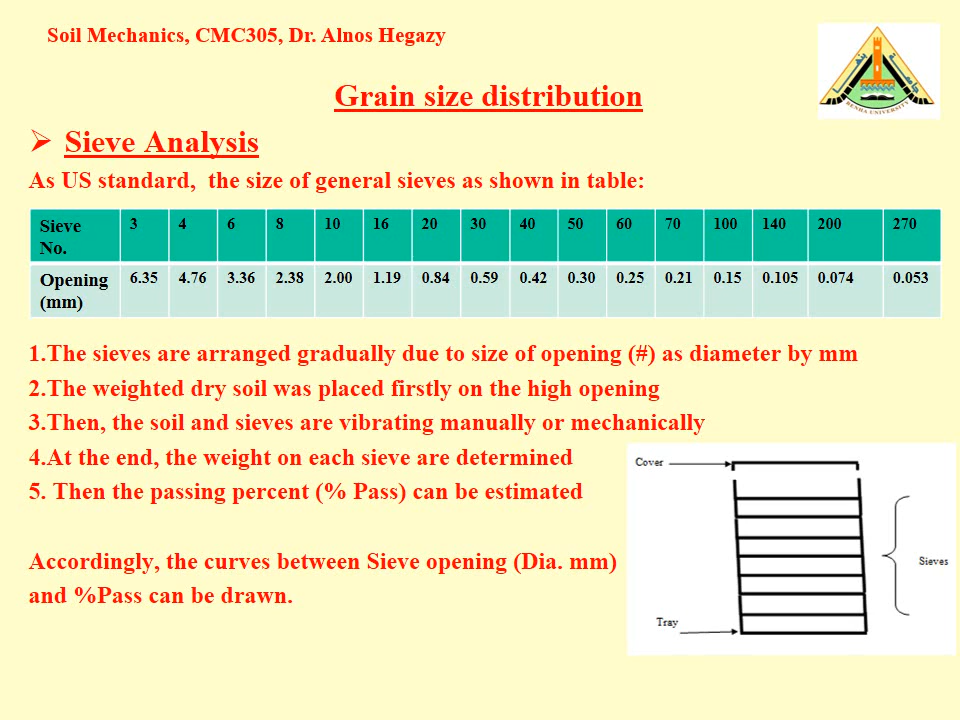 Soil Mechanics, CMC305, Dr. Alnos Hegazy
BENHA UNIVERSITY
Grain size distribution
Sieve Analysis
As US standard, the size of general sieves as shown in table:
Sieve No. 3 4 6 8 10 16 20 30 40 50 60 70 100 140 200 270
Opening (mm) 6.35 4.76 3.36 2.38 2.00 1.19 0.84 0.59 0.42 0.30 0.25 0.21 0.15 0.105 0.074 0.053
1.The sieves are arranged gradually due to size of opening (#) as diameter by mm
2.The weighted dry soil was placed firstly on the high opening
3.Then, the soil and sieves are vibrating manually or mechanically
4.At the end, the weight on each sieve are determined
5. Then the passing percent (% Pass) can be estimated
Accordingly, the curves between Sieve opening (Dia. mm)
and %Pass can be drawn.
Cover
Sieves
Tray